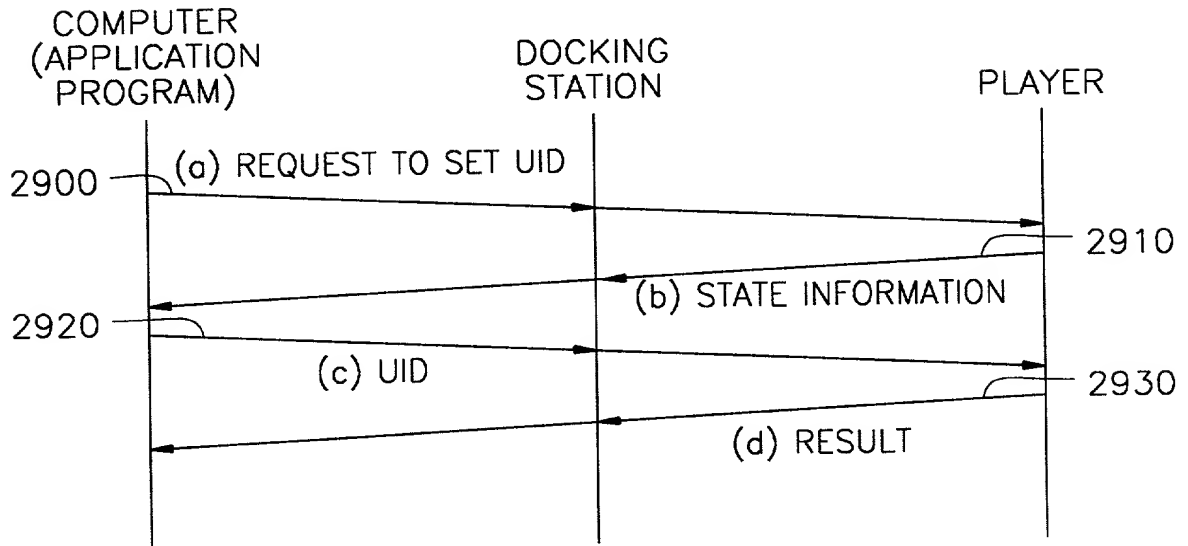 COMPUTER
(APPLICATION
PROGRAM)
DOCKING
STATION
PLAYER
(a) REQUEST TO SET UID
2900
2910
(b) STATE INFORMATION
2920
(c) UID
2930
(d) RESULT